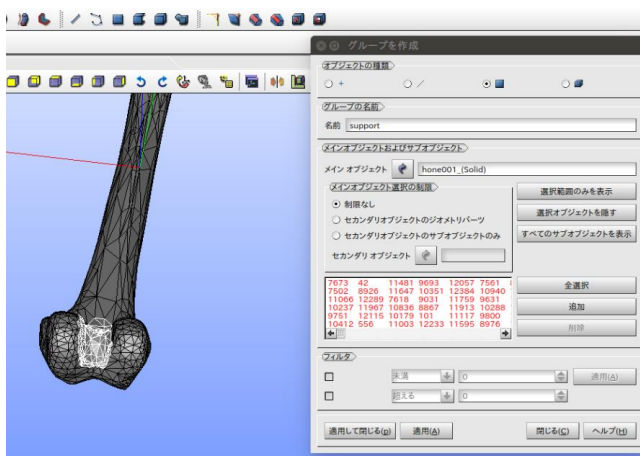 グループを作成
オブジェクトの種類
グループの名前
名前 support
メインオブジェクトおよびサブオブジェクト
メイン オブジェクト hone001_(Solid)
メインオブジェクト選択の制限
制限なし
セカンダリオブジェクトのジオメトリパーツ
セカンダリオブジェクトのサブオブジェクトのみ
セカンダリ オブジェクト
選択範囲のみを表示
選択オブジェクトを隠す
すべてのサブオブジェクトを表示
7673 42 11481 9693 12057 7561
7502 8926 11647 10351 12384 10940
11066 12289 7618 9031 11759 9631
10237 11967 10836 8867 11913 10288
9751 12115 10179 101 11117 9800
10412 556 11003 12233 11595 8976
全選択
追加
削除
フィルタ
未満 0 適用(A)
超える 0
適用して閉じる(p) 適用(A) 閉じる(C) ヘルプ(H)